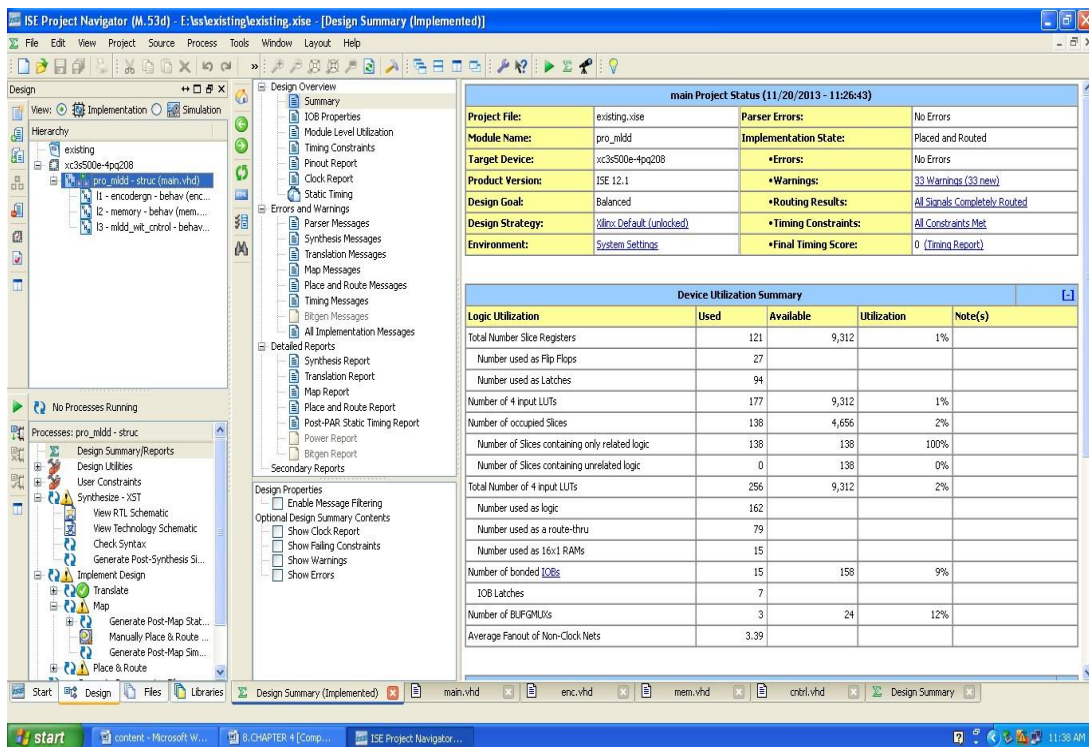 ISE Project Navigator (M.53d) - E:\ss\existing\existing.xise - [Design Summary (Implemented)]
File Edit View Project Source Process Tools Window Layout Help
Design
View: Implementation Simulation
Hierarchy
existing
xc3s500e-4pq208
pro_mldd - struc (main.vhd)
l1 - encodergn - behav (enc...
l2 - memory - behav (mem....
l3 - mldd_wit_cntrol - behav...
No Processes Running
Processes: pro_mldd - struc
Design Summary/Reports
Design Utilities
User Constraints
Synthesize - XST
View RTL Schematic
View Technology Schematic
Check Syntax
Generate Post-Synthesis Si...
Implement Design
Translate
Map
Generate Post-Map Stat...
Manually Place & Route ...
Generate Post-Map Sim...
Place & Route
Design Overview
Summary
IOB Properties
Module Level Utilization
Timing Constraints
Pinout Report
Clock Report
Static Timing
Errors and Warnings
Parser Messages
Synthesis Messages
Translation Messages
Map Messages
Place and Route Messages
Timing Messages
Bitgen Messages
All Implementation Messages
Detailed Reports
Synthesis Report
Translation Report
Map Report
Place and Route Report
Post-PAR Static Timing Report
Power Report
Bitgen Report
Secondary Reports
Design Properties
Enable Message Filtering
Optional Design Summary Contents
Show Clock Report
Show Failing Constraints
Show Warnings
Show Errors
main Project Status (11/20/2013 - 11:26:43)
Project File: existing.xise Parser Errors: No Errors
Module Name: pro_mldd Implementation State: Placed and Routed
Target Device: xc3s500e-4pq208 •Errors: No Errors
Product Version: ISE 12.1 •Warnings: 33 Warnings (33 new)
Design Goal: Balanced •Routing Results: All Signals Completely Routed
Design Strategy: Xilinx Default (unlocked) •Timing Constraints: All Constraints Met
Environment: System Settings •Final Timing Score: 0 (Timing Report)
Device Utilization Summary [-]
Logic Utilization Used Available Utilization Note(s)
Total Number Slice Registers 121 9,312 1%
Number used as Flip Flops 27
Number used as Latches 94
Number of 4 input LUTs 177 9,312 1%
Number of occupied Slices 138 4,656 2%
Number of Slices containing only related logic 138 138 100%
Number of Slices containing unrelated logic 0 138 0%
Total Number of 4 input LUTs 256 9,312 2%
Number used as logic 162
Number used as a route-thru 79
Number used as 16x1 RAMs 15
Number of bonded IOBs 15 158 9%
IOB Latches 7
Number of BUFGMUXs 3 24 12%
Average Fanout of Non-Clock Nets 3.39
Start Design Files Libraries Design Summary (Implemented) main.vhd enc.vhd mem.vhd cntrl.vhd Design Summary
start content - Microsoft W... 8.CHAPTER 4 [Comp... ISE Project Navigator... 11:38 AM